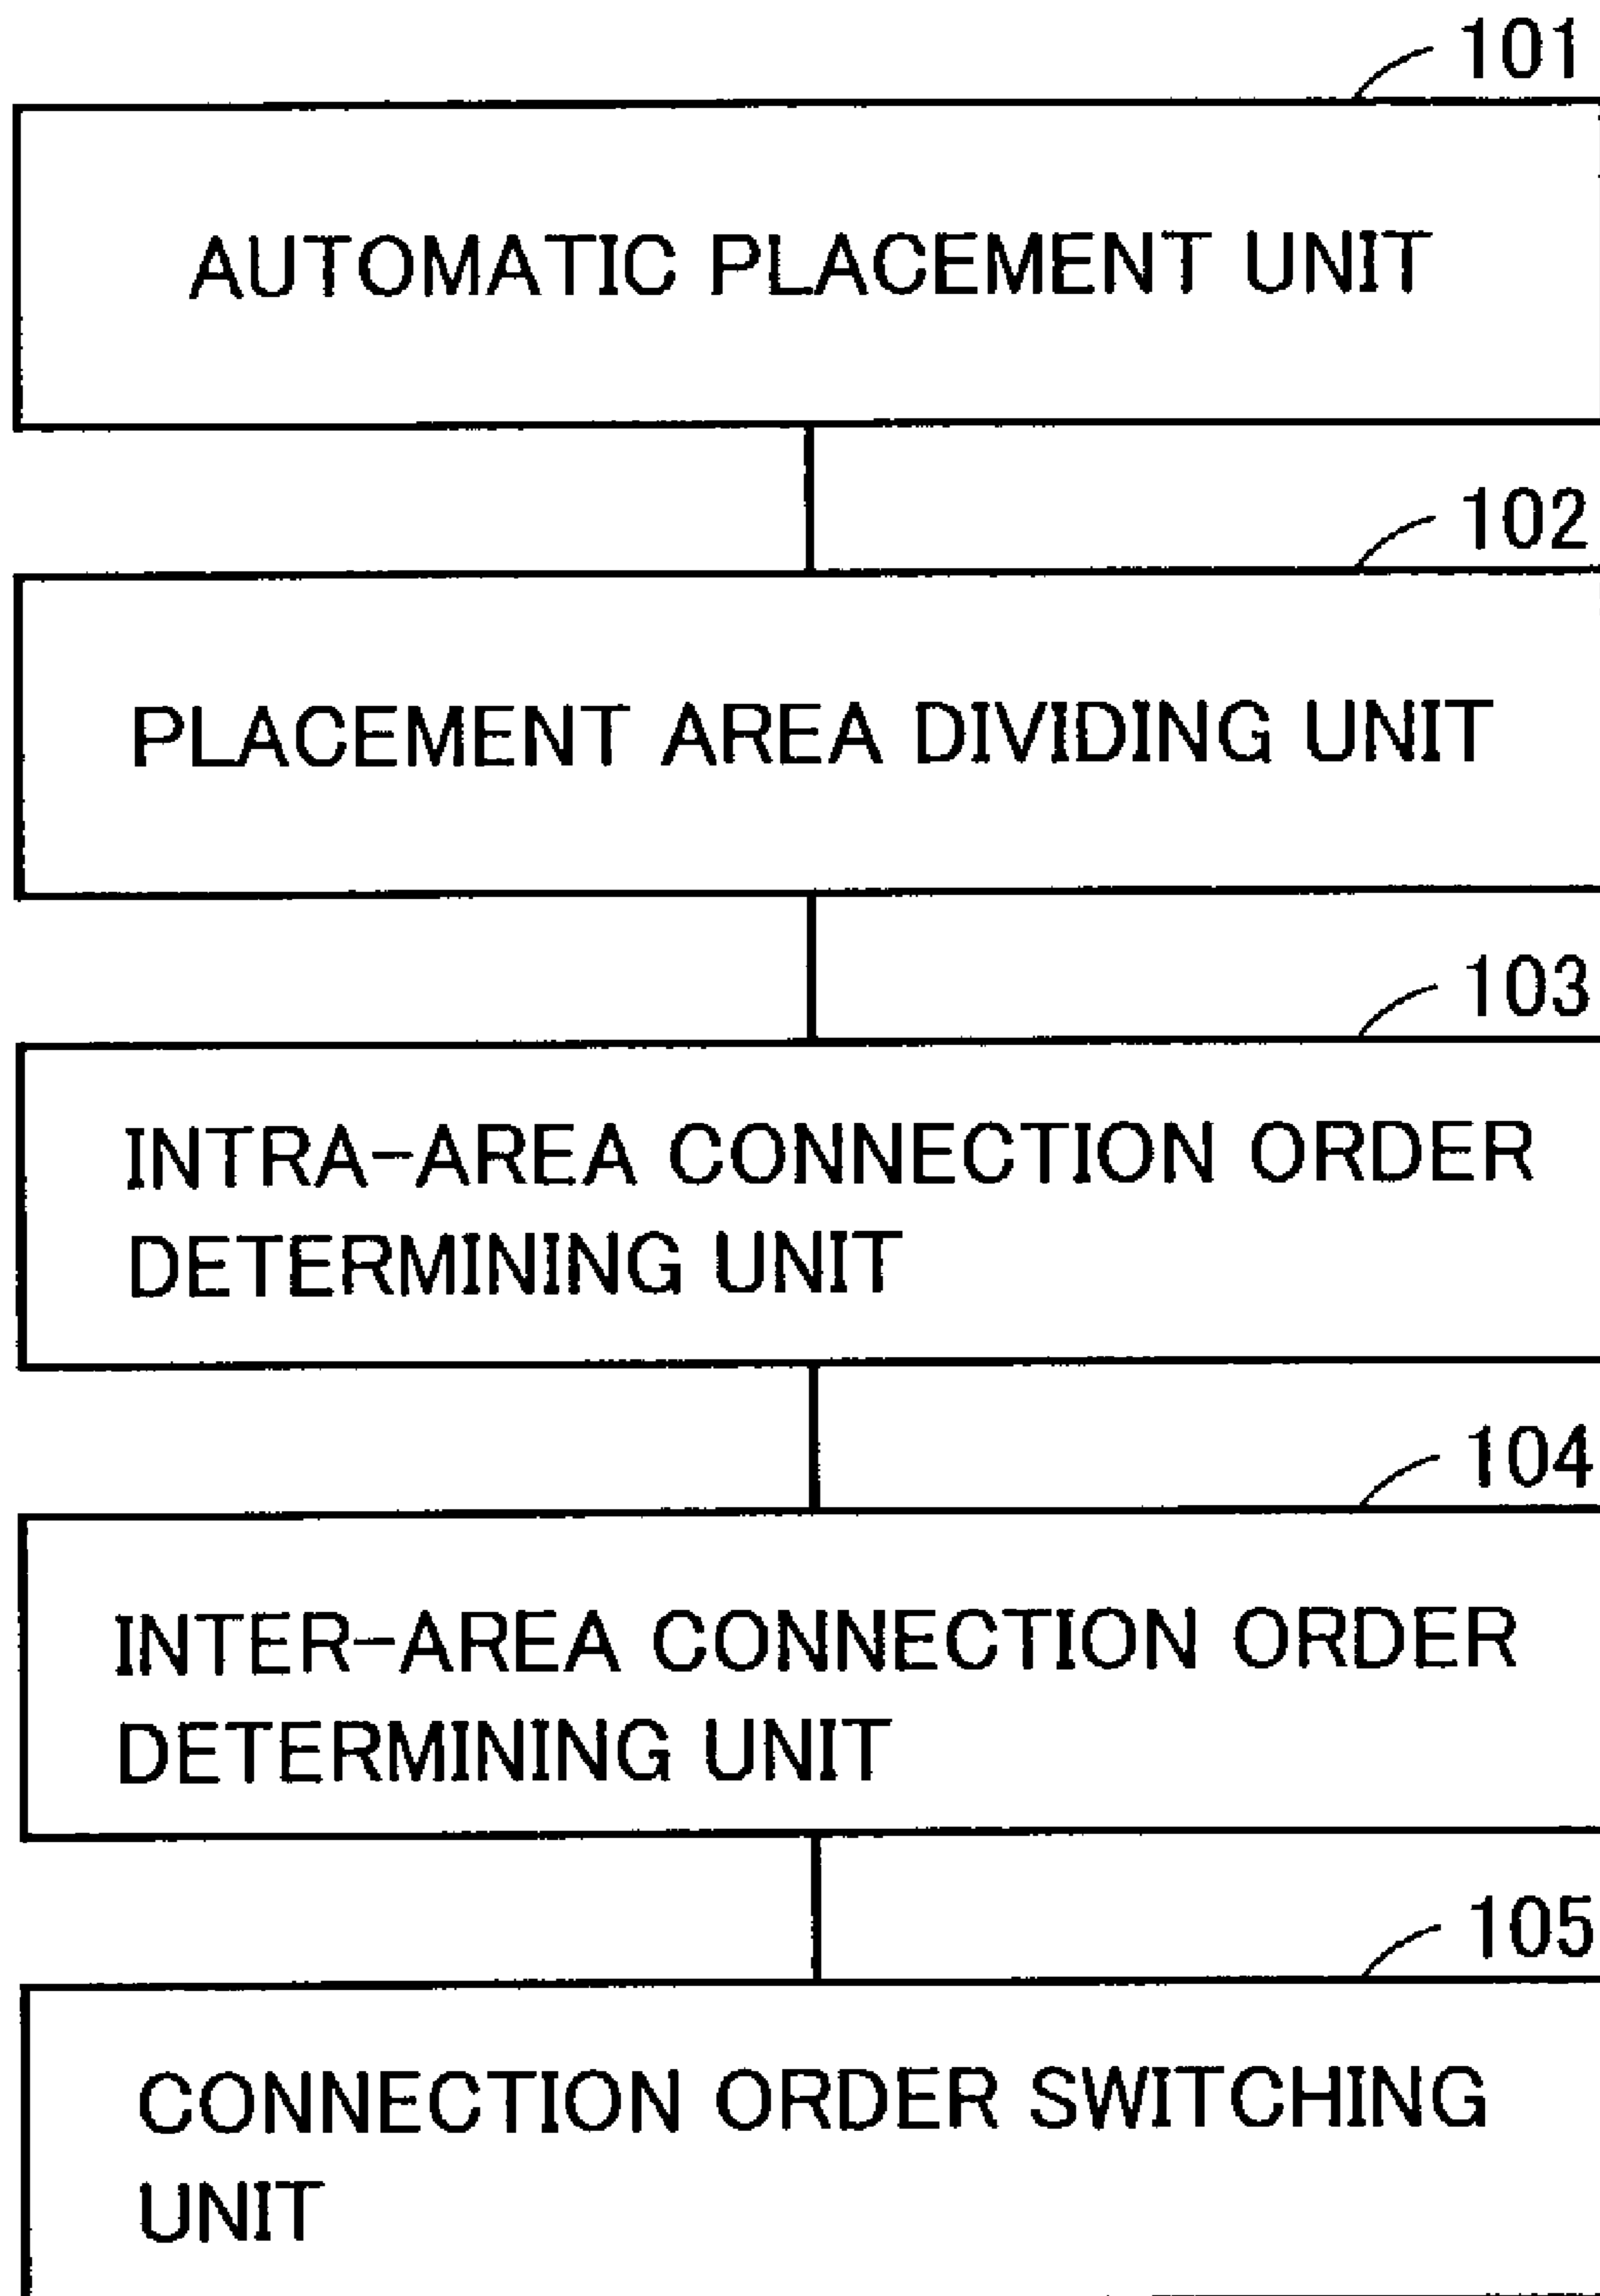 101
AUTOMATIC PLACEMENT UNIT
102
PLACEMENT AREA DIVIDING UNIT
103
INTRA-AREA CONNECTION ORDER
DETERMINING UNIT
104
INTER-AREA CONNECTION ORDER
DETERMINING UNIT
105
CONNECTION ORDER SWITCHING
UNIT